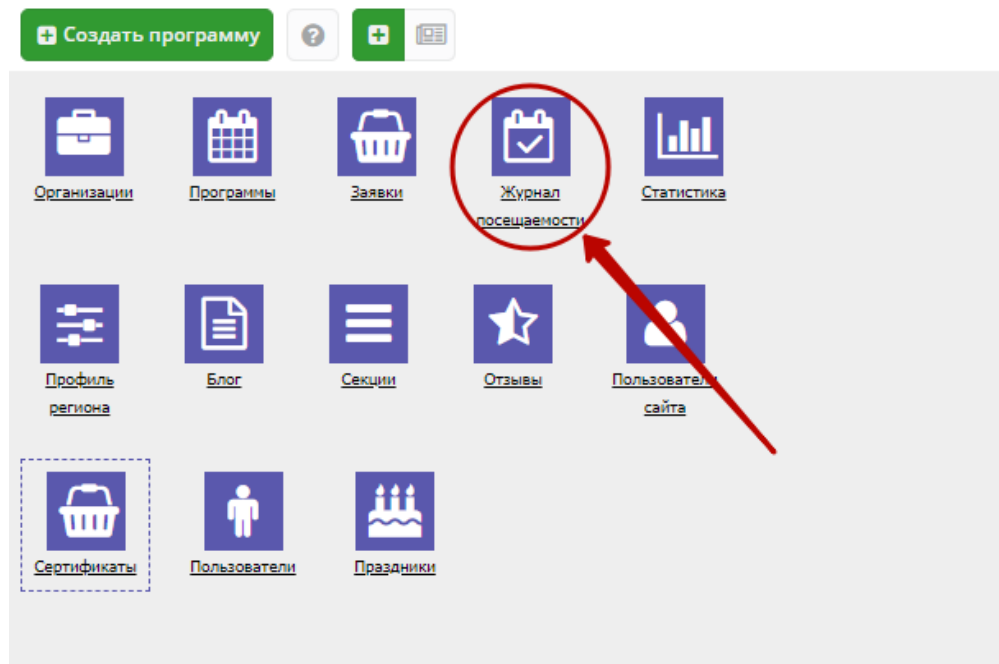 Создать программу
Организации
Программы
Заявки
Журнал
посещаемости
Статистика
Профиль
региона
Блог
Секции
Отзывы
Пользователи
сайта
Сертификаты
Пользователи
Праздники